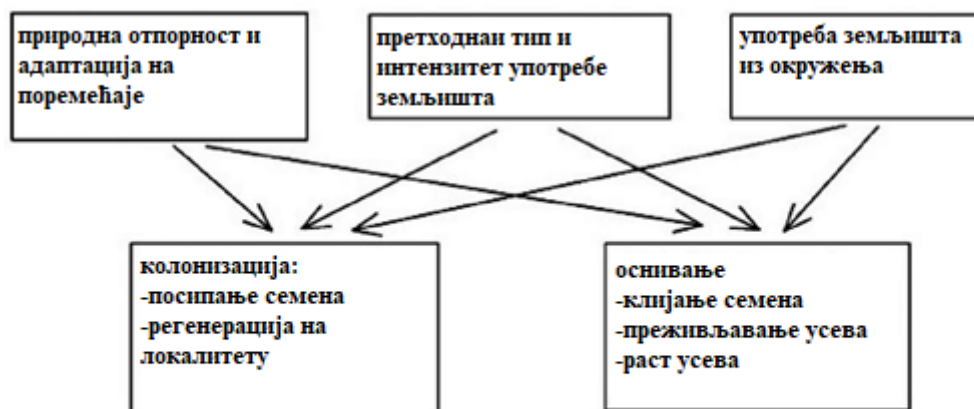 природна отпорност и
адаптација на
поремећаје
претходнаи тип и
интензитет употребе
земљишта
употреба земљишта
из окружења
колонизација:
-посипање семена
-регенерација на
локалитету
оснивање
-клијање семена
-преживљавање усева
-раст усева